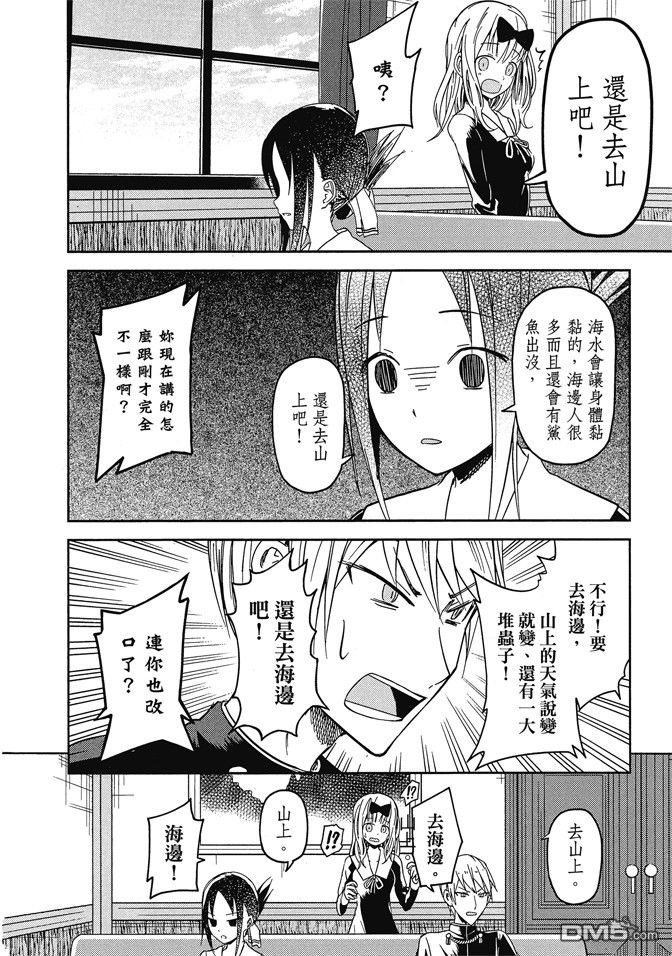 還是去山
上吧！
咦？
海水會讓身體黏
黏的，海邊人很
多而且還會有鯊
魚出沒，
還是去山
上吧！
妳現在講的怎
麼跟剛才完全
不一樣啊？
不行！要
去海邊，
山上的天氣說變
就變、還有一大
堆蟲子！
還是去海邊
吧！
連你也改
口了？
去山上。
去海邊。
!?
!?
山上。
海邊！
DM5.com